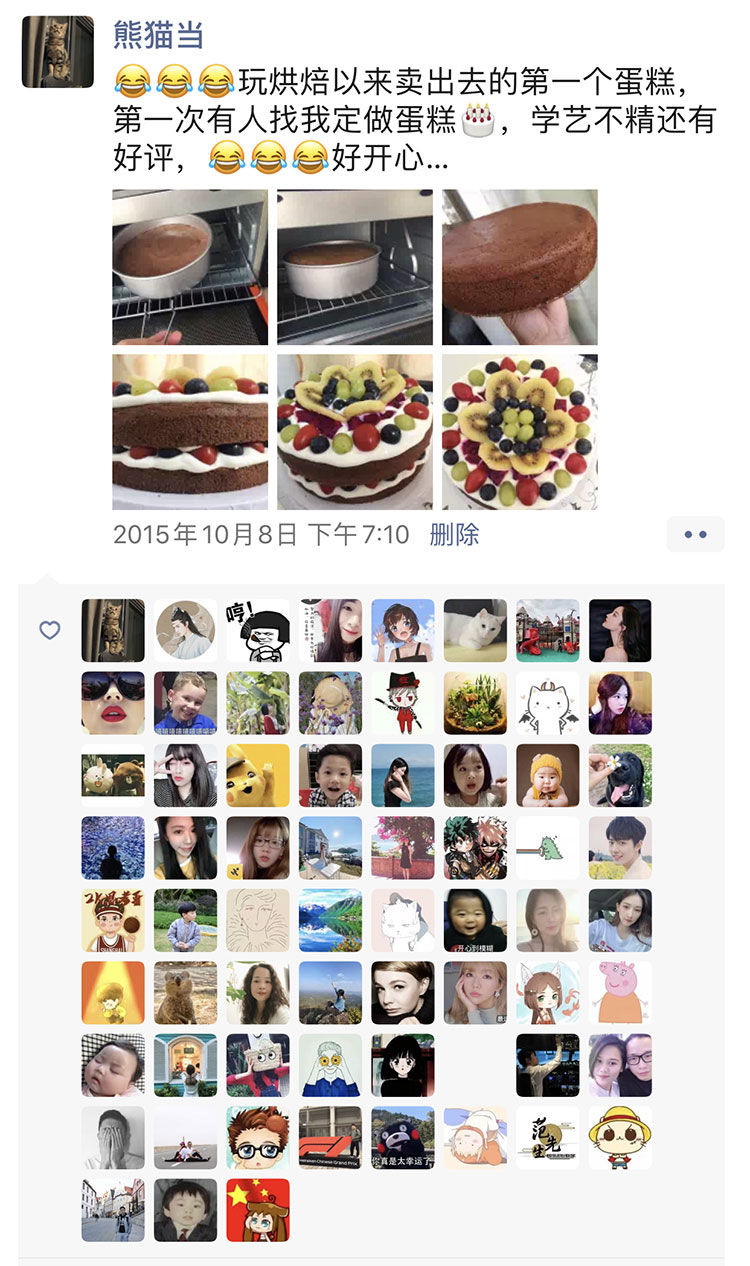 熊猫当
😂😂😂玩烘焙以来卖出去的第一个蛋糕，
第一次有人找我定做蛋糕🎂，学艺不精还有
好评，😂😂😂好开心...
2015年10月8日 下午7:10 删除
哼!
开心到模糊
你真是太幸运了
范先生